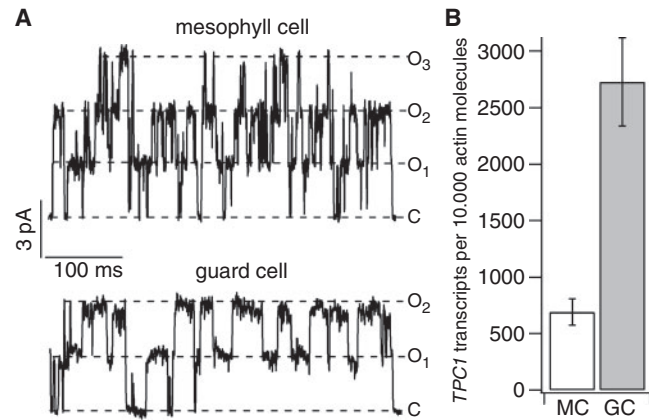 A
mesophyll cell
O3
O2
O1
C
3 pA
100 ms
guard cell
O2
O1
C
B
TPC1 transcripts per 10.000 actin molecules
3000
2500
2000
1500
1000
500
0
MC GC